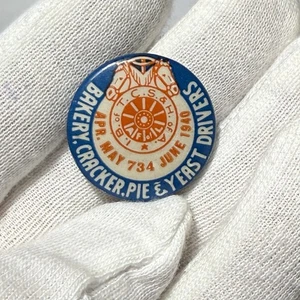 I.B. of T.C.S.&H. of A.
APR. MAY 734 JUNE 1940
BAKERY, CRACKER, PIE & YEAST DRIVERS